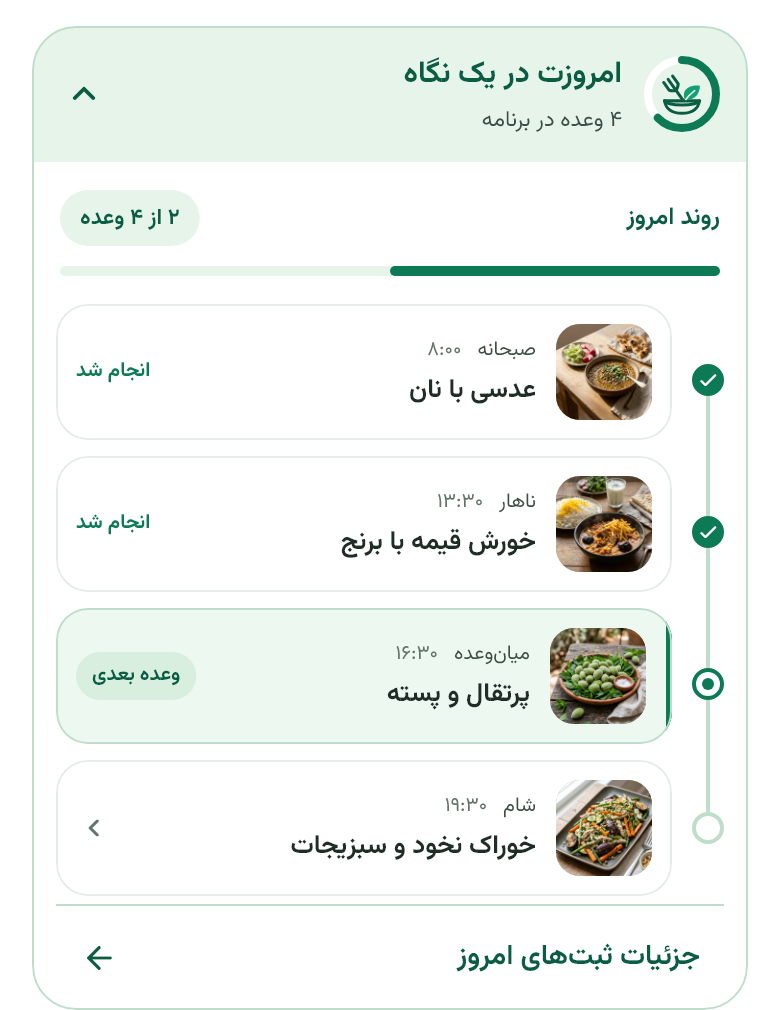 امروزت در یک نگاه
۴ وعده در برنامه
روند امروز
۲ از ۴ وعده
صبحانه ۸:۰۰
عدسی با نان
انجام شد
ناهار ۱۳:۳۰
خورش قیمه با برنج
انجام شد
میان‌وعده ۱۶:۳۰
پرتقال و پسته
وعده بعدی
شام ۱۹:۳۰
خوراک نخود و سبزیجات
جزئیات ثبت‌های امروز